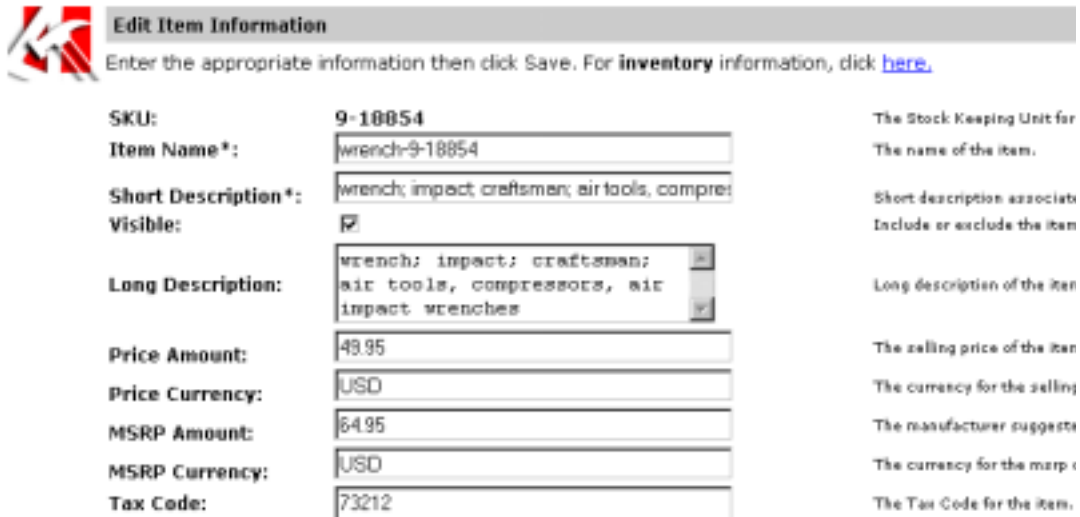 Edit Item Information
Enter the appropriate information then click Save. For inventory information, click here.
SKU: 9-18854 The Stock Keeping Unit for
Item Name*: wrench-9-18854 The name of the item.
Short Description*: wrench; impact; craftsman; air tools, compres Short description associate
Visible: Include or exclude the item
Long Description: wrench; impact; craftsman;
air tools, compressors, air Long description of the item
impact wrenches
Price Amount: 49.95 The selling price of the item
Price Currency: USD The currency for the selling
MSRP Amount: 64.95 The manufacturer suggeste
MSRP Currency: USD The currency for the msrp
Tax Code: 73212 The Tax Code for the item.